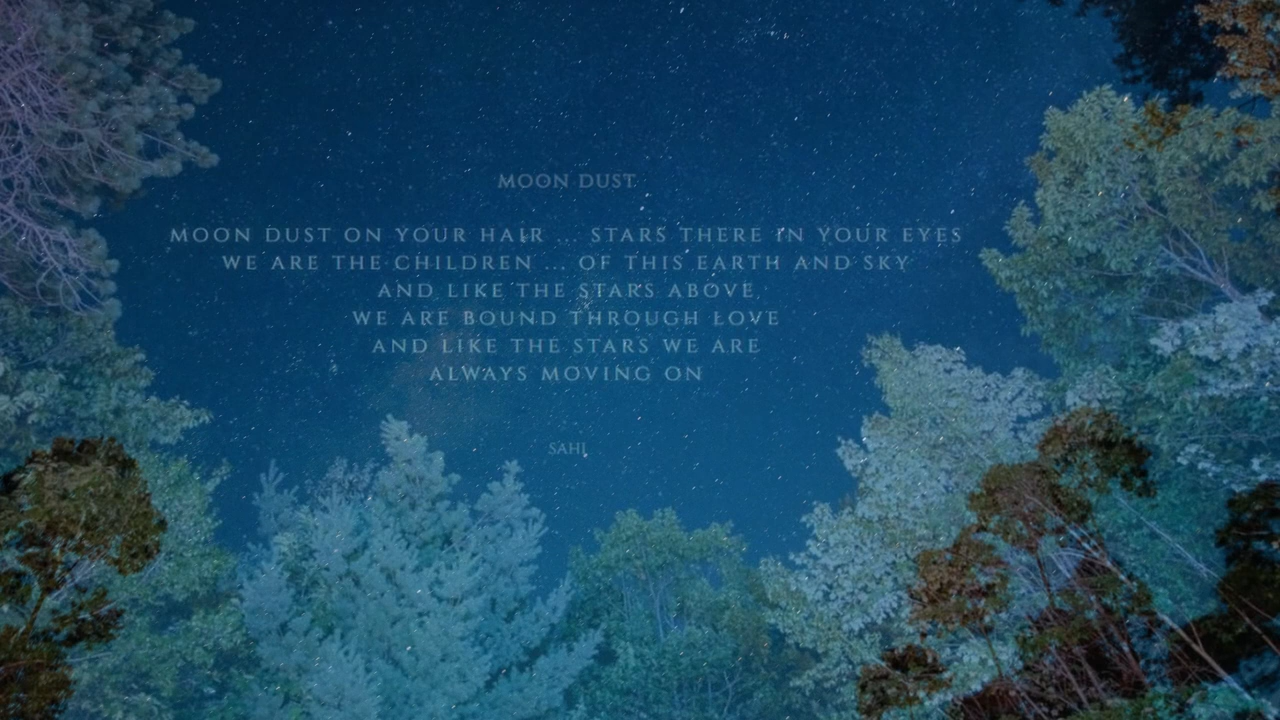 MOON DUST
MOON DUST ON YOUR HAIR ... STARS THERE IN YOUR EYES
WE ARE THE CHILDREN ... OF THIS EARTH AND SKY
AND LIKE THE STARS ABOVE
WE ARE BOUND THROUGH LOVE
AND LIKE THE STARS WE ARE
ALWAYS MOVING ON
SAHI